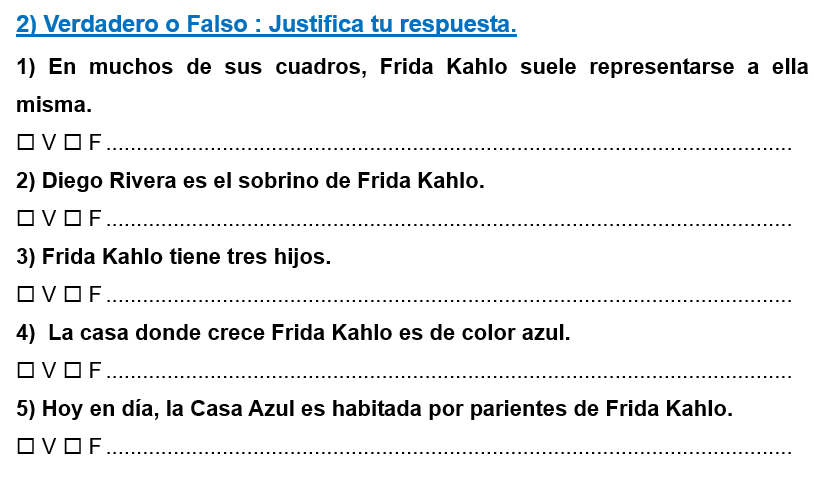 2) Verdadero o Falso : Justifica tu respuesta.
1) En muchos de sus cuadros, Frida Kahlo suele representarse a ella
misma.
☐ V ☐ F ....................................................................................................................
2) Diego Rivera es el sobrino de Frida Kahlo.
☐ V ☐ F ....................................................................................................................
3) Frida Kahlo tiene tres hijos.
☐ V ☐ F ....................................................................................................................
4) La casa donde crece Frida Kahlo es de color azul.
☐ V ☐ F ....................................................................................................................
5) Hoy en día, la Casa Azul es habitada por parientes de Frida Kahlo.
☐ V ☐ F ....................................................................................................................